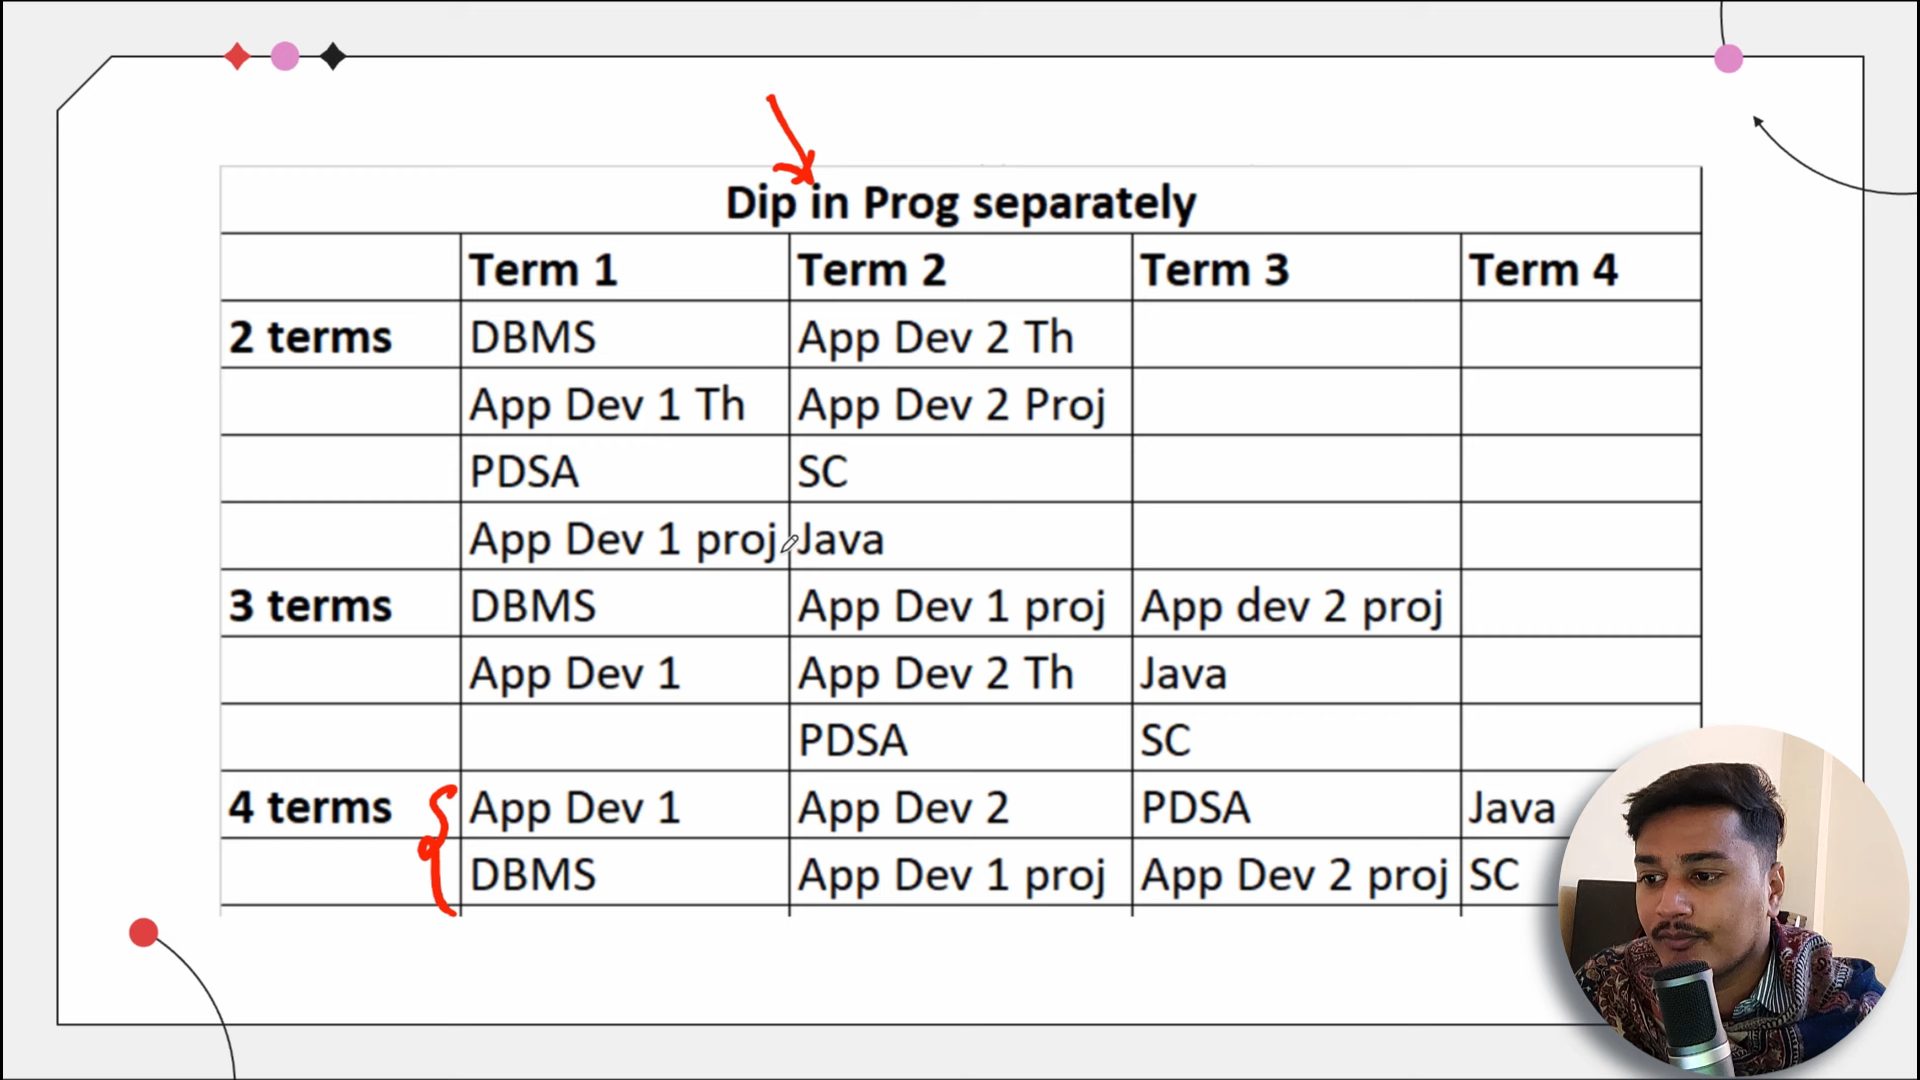 Dip in Prog separately
Term 1 Term 2 Term 3 Term 4
2 terms DBMS App Dev 2 Th
App Dev 1 Th App Dev 2 Proj
PDSA SC
App Dev 1 proj Java
3 terms DBMS App Dev 1 proj App dev 2 proj
App Dev 1 App Dev 2 Th Java
PDSA SC
4 terms App Dev 1 App Dev 2 PDSA Java
DBMS App Dev 1 proj App Dev 2 proj SC